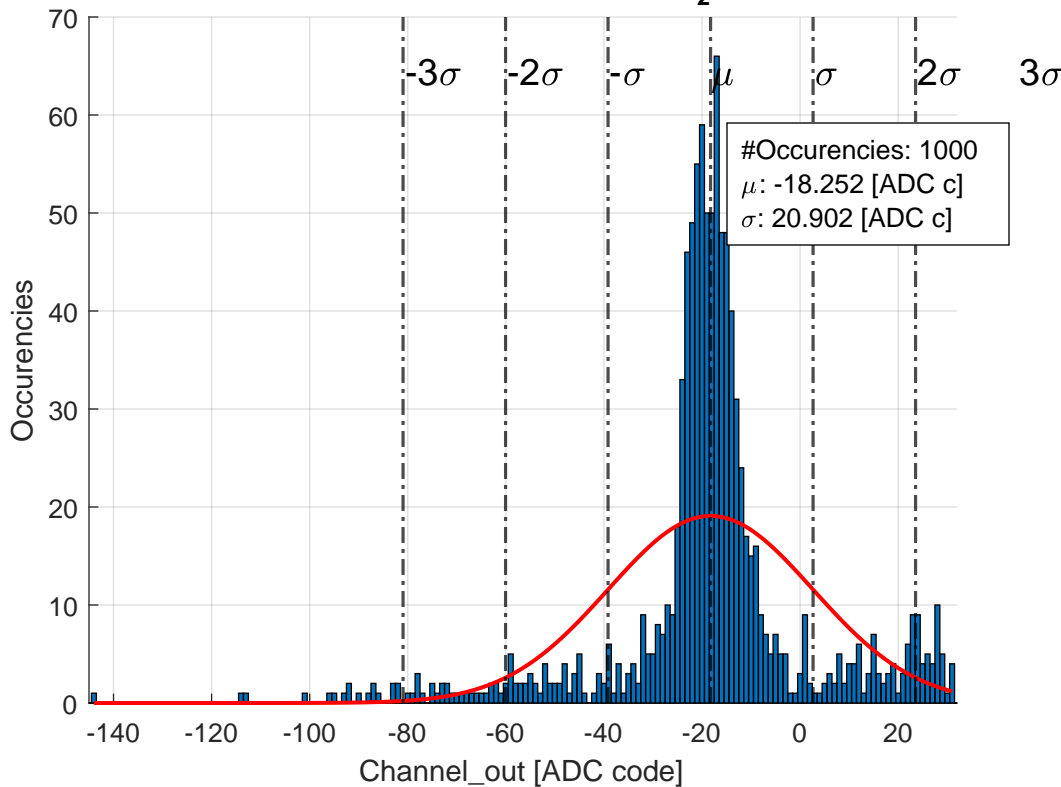 2
70
60
50
40
30
20
10
0
-3σ
-2σ
-σ
μ
σ
2σ
3σ
#Occurencies: 1000
μ: -18.252 [ADC c]
σ: 20.902 [ADC c]
Occurencies
-140
-120
-100
-80
-60
-40
-20
0
20
Channel_out [ADC code]